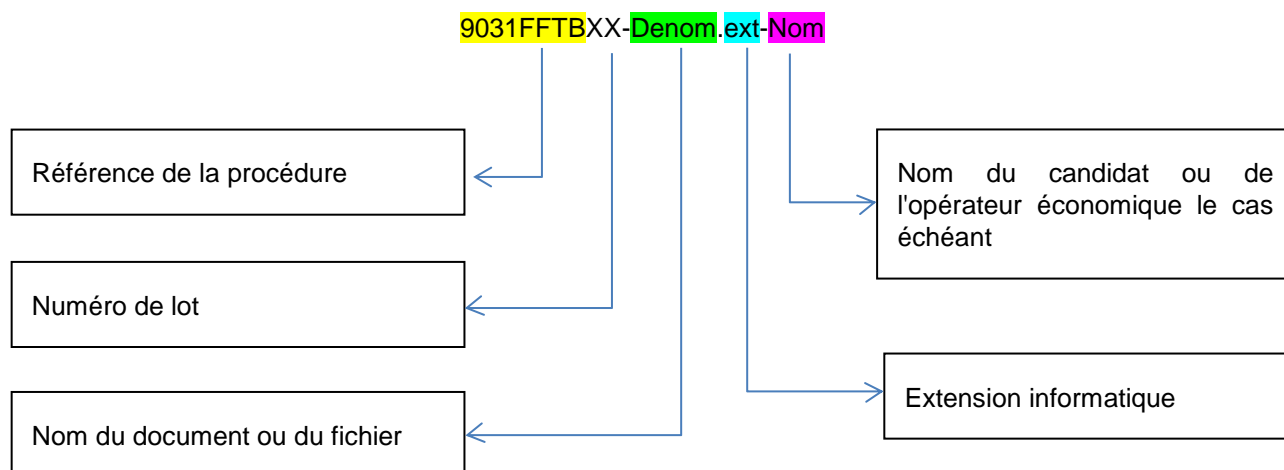 9031FFTBXX-Denom.ext-Nom
Référence de la procédure
Numéro de lot
Nom du document ou du fichier
Nom du candidat ou de
l'opérateur économique le cas
échéant
Extension informatique